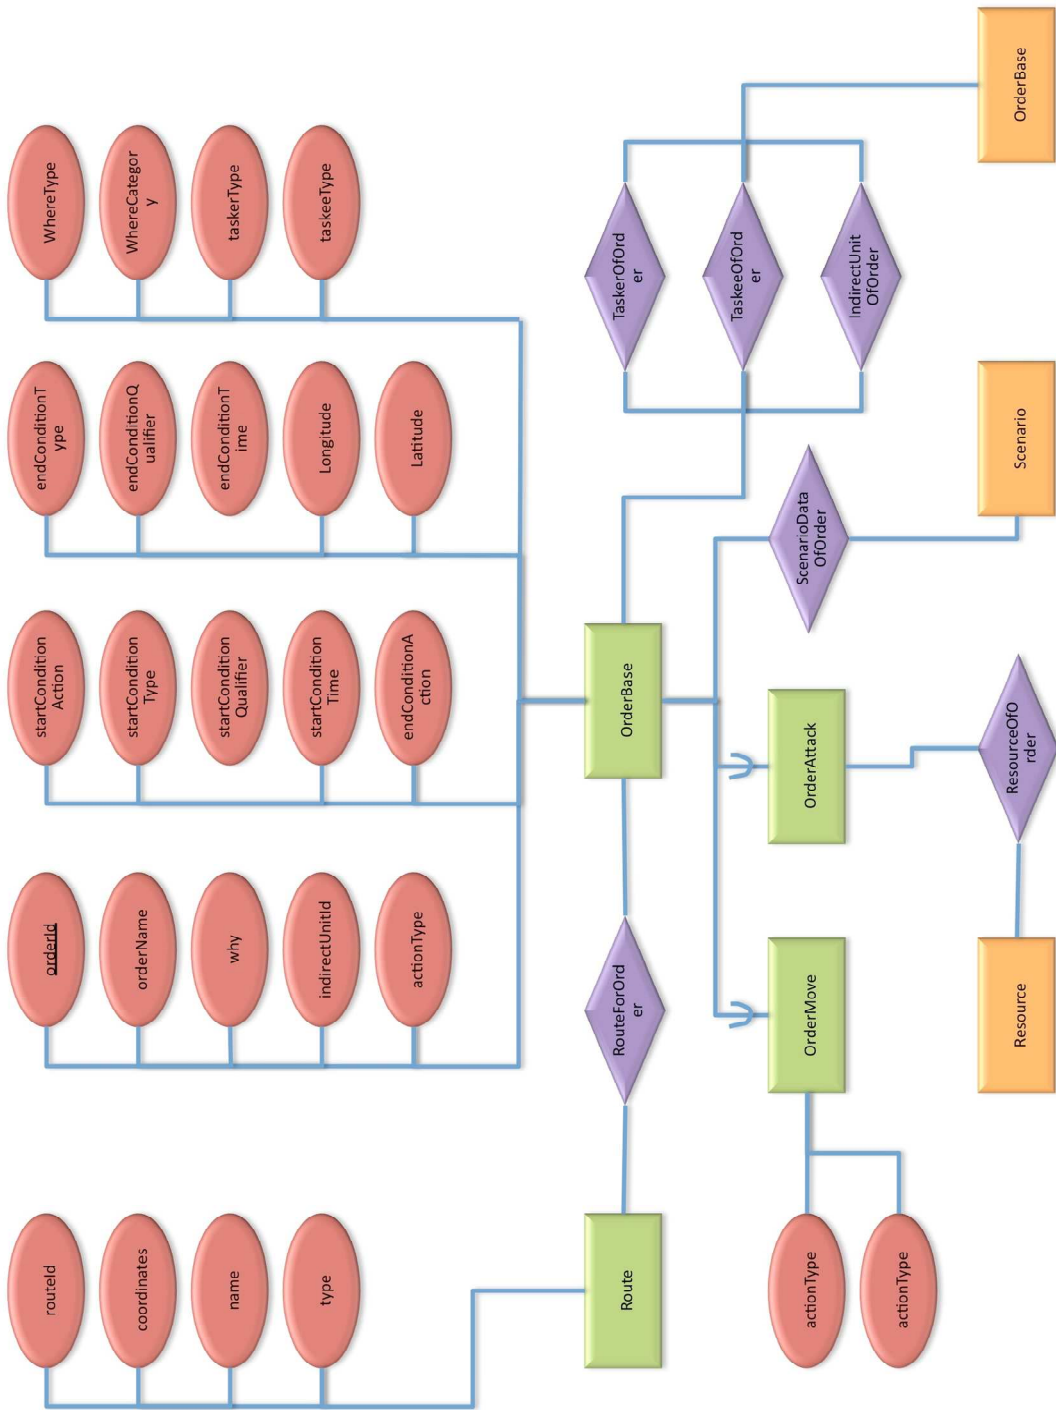 routeId
orderId
startCondition
Action
endConditionT
ype
WhereType
coordinates
orderName
startCondition
Type
endConditionQ
ualifier
WhereCategor
y
name
why
startCondition
Qualifier
endConditionT
ime
taskerType
type
indirectUnitId
startCondition
Time
Longitude
taskeeType
actionType
endConditionA
ction
Latitude
Route
RouteForOrd
er
OrderBase
TaskerOfOrd
er
TaskeeOfOrd
er
actionType
OrderMove
OrderAttack
ScenarioData
OfOrder
IndirectUnit
OfOrder
actionType
Resource
ResourceOfO
rder
Scenario
OrderBase